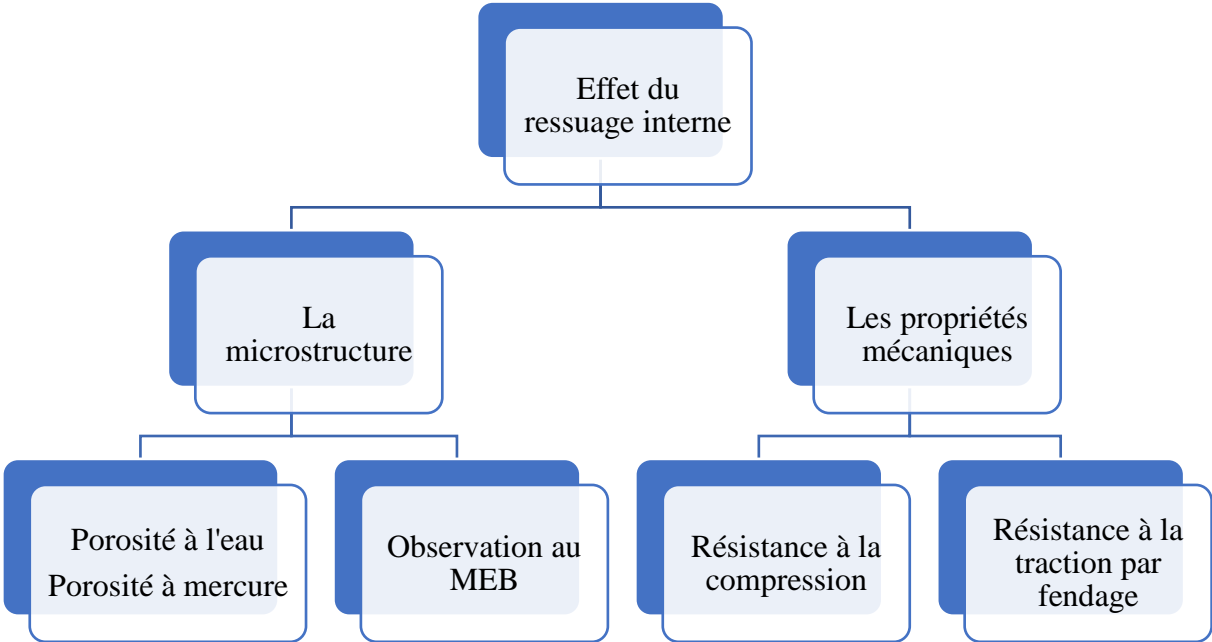 Effet du
ressuage interne
La
microstructure
Les propriétés
mécaniques
Porosité à l'eau
Porosité à mercure
Observation au
MEB
Résistance à la
compression
Résistance à la
traction par
fendage